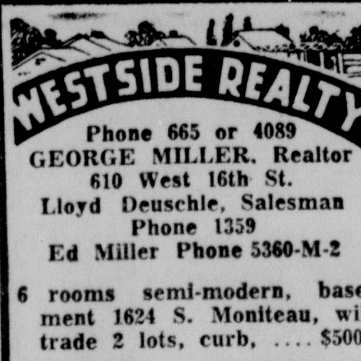 WESTSIDE REALTY
Phone 665 or 4089
GEORGE MILLER, Realtor
610 West 16th St.
Lloyd Deuschle, Salesman
Phone 1359
Ed Miller Phone 5360-M-2
6 rooms semi-modern, base
ment 1624 S. Moniteau, wi
trade 2 lots, curb, .... $500